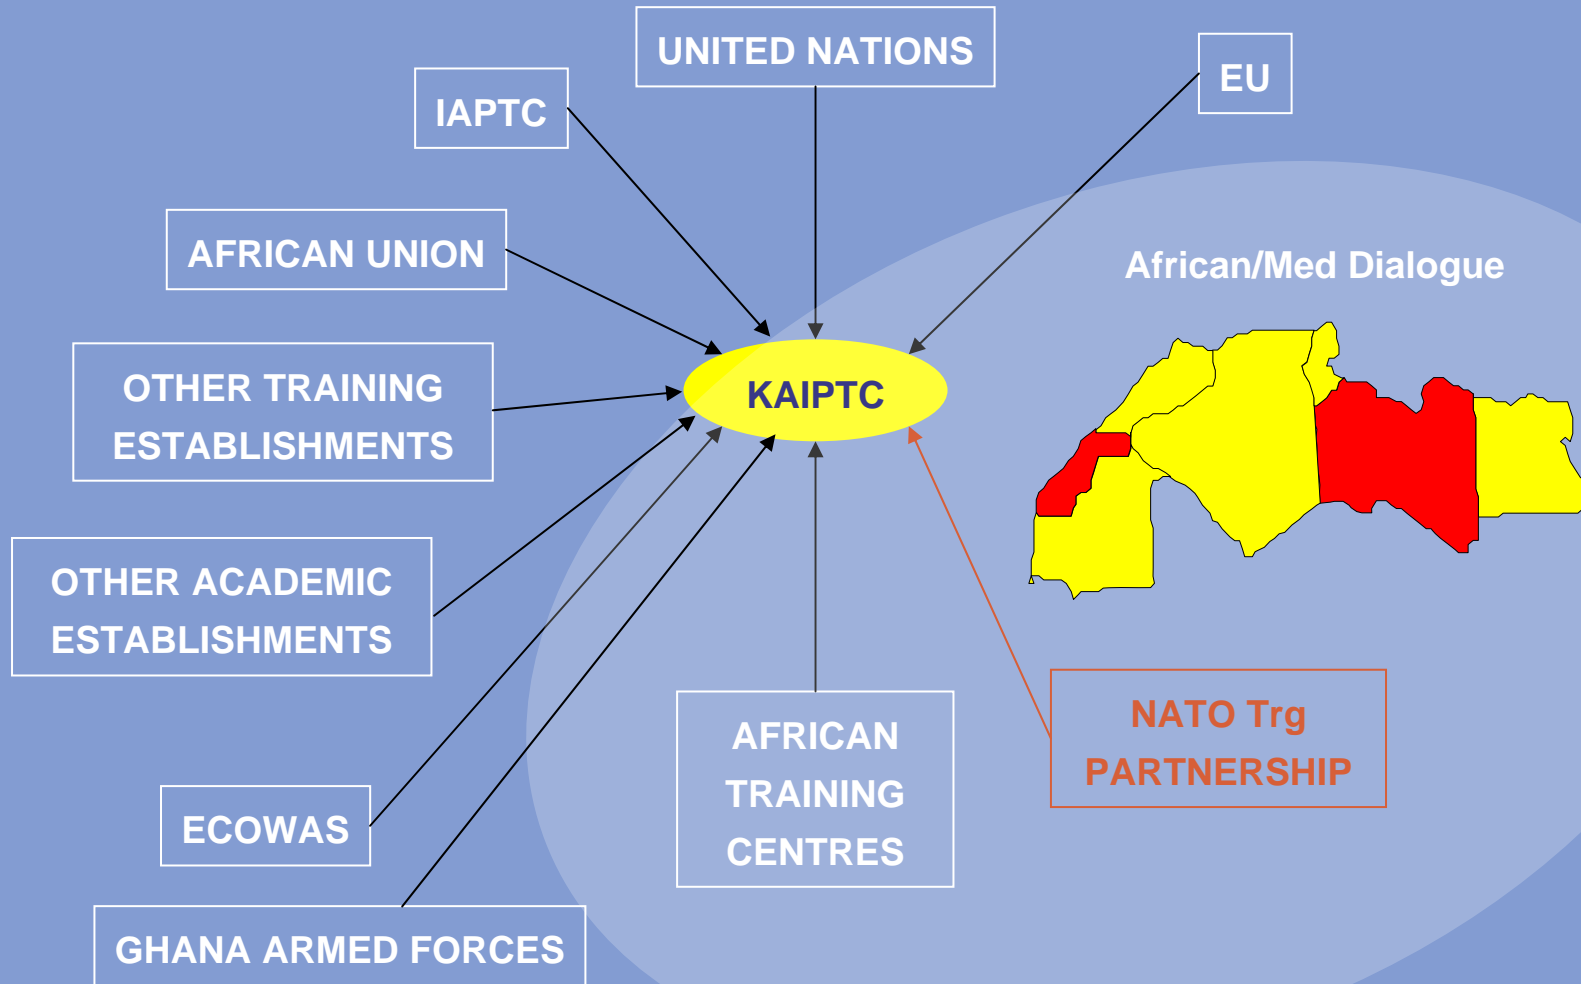 UNITED NATIONS
EU
IAPTC
AFRICAN UNION
African/Med Dialogue
OTHER TRAINING
ESTABLISHMENTS
KAIPTC
OTHER ACADEMIC
ESTABLISHMENTS
NATO Trg
PARTNERSHIP
AFRICAN
TRAINING
CENTRES
ECOWAS
GHANA ARMED FORCES